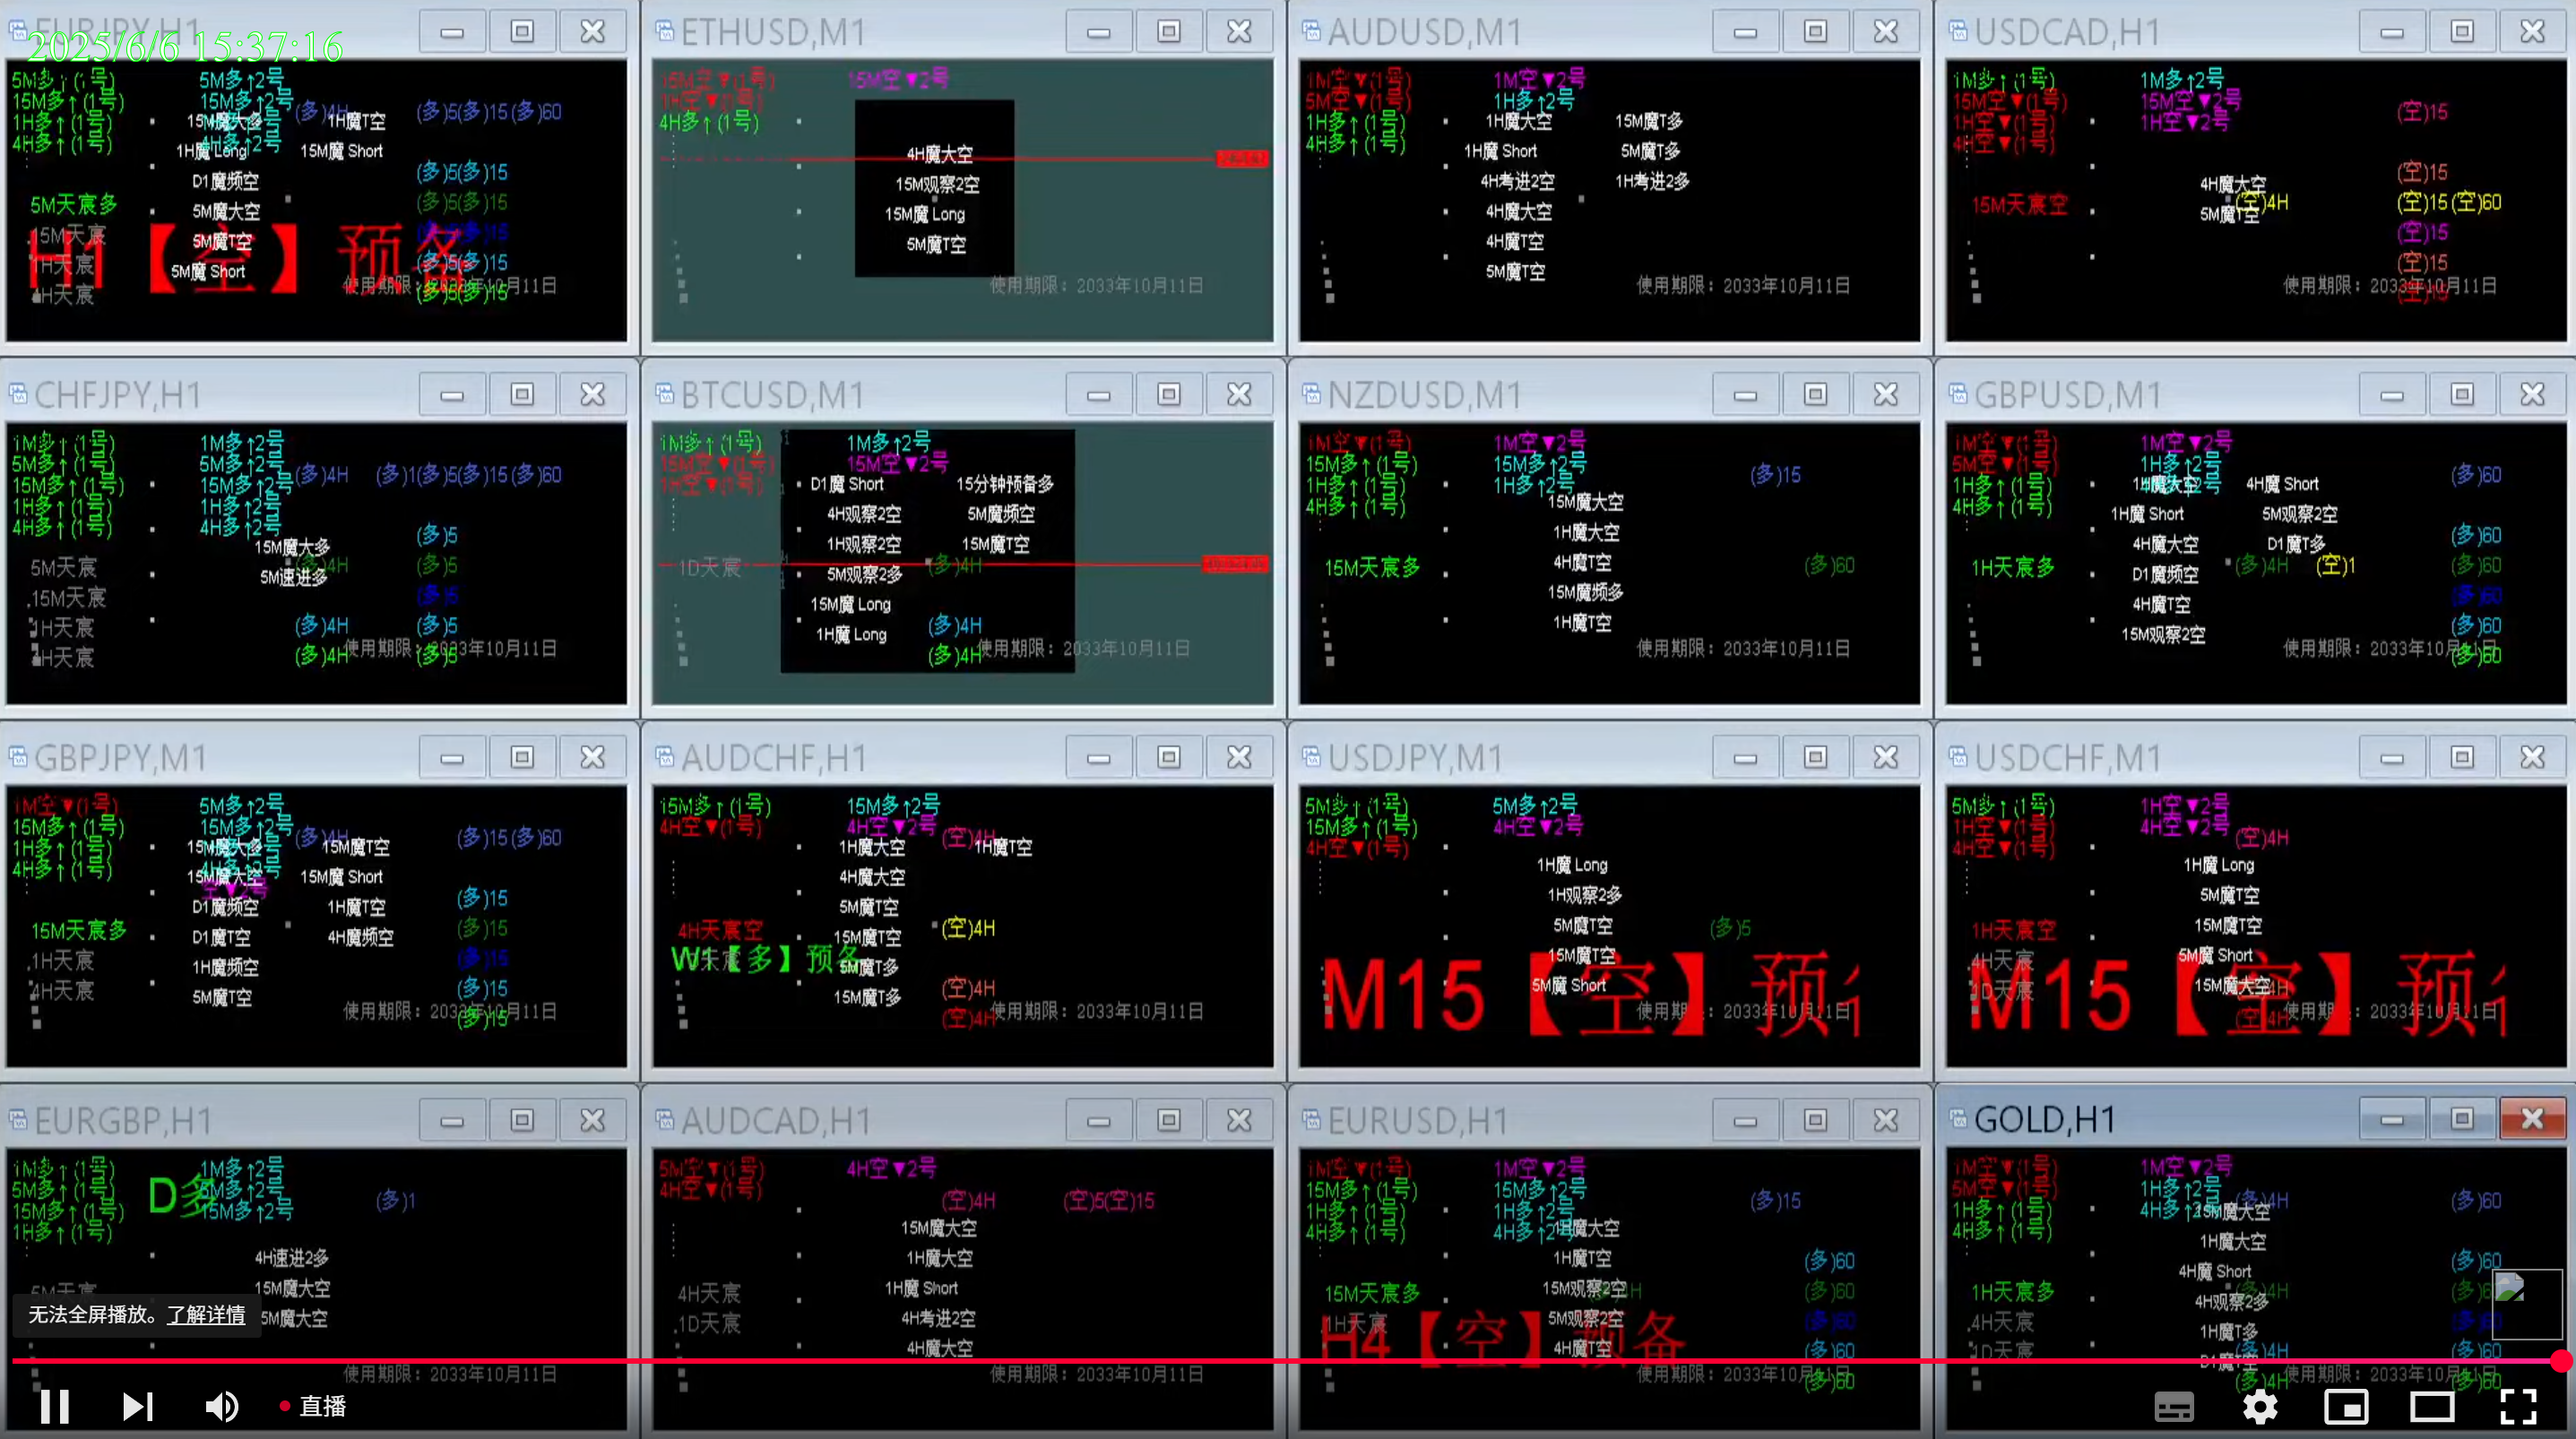 EURJPY,H1
2025/6/6 15:37:16
5M多↑(1号) 5M多↑2号
15M多↑(1号) 15M多↑2号 (多)4H (多)5(多)15(多)60
1H多↑(1号) 15M魔大多 1H魔T空
4H多↑(1号) 4H多↑2号
1H魔 Long 15M魔 Short
D1魔频空 (多)5(多)15
5M天宸多 5M魔大空 (多)5(多)15
15M天宸 5M魔T空
H1【空】预备
1H天宸 5M魔 Short (多)5(多)15
4H天宸 (多)5(多)15
ETHUSD,M1
15M空▼(1号) 15M空▼2号
1H空▼(1号)
4H多↑(1号)
4H魔大空
15M观察2空
15M魔 Long
5M魔T空
使用期限：2033年10月11日
AUDUSD,M1
1M空▼(1号) 1M空▼2号
5M空▼(1号) 1H多↑2号
1H多↑(1号) 1H魔大空 15M魔T多
4H多↑(1号)
1H魔 Short 5M魔T多
4H考进2空 1H考进2多
4H魔大空
4H魔T空
5M魔T空
使用期限：2033年10月11日
USDCAD,H1
1M多↑(1号) 1M多↑2号
15M空▼(1号) 15M空▼2号 (空)15
1H空▼(1号) 1H空▼2号
4H空▼(1号)
(空)15
4H魔大空
15M天宸空 (空)4H (空)15(空)60
5M魔T空
(空)15
(空)15
使用期限：2033年10月11日
(空)15
CHFJPY,H1
1M多↑(1号) 1M多↑2号
5M多↑(1号) 5M多↑2号 (多)4H (多)1(多)5(多)15(多)60
15M多↑(1号) 15M多↑2号
1H多↑(1号) 1H多↑2号
4H多↑(1号) 4H多↑2号
15M魔大多 (多)5
5M天宸 (多)4H (多)5
5M速进多
15M天宸 (多)5
1H天宸 (多)4H (多)5
4H天宸 (多)4H (多)5
使用期限：2033年10月11日
BTCUSD,M1
1M多↑(1号) 1M多↑2号
15M空▼(1号) 15M空▼2号
1H空▼(1号) D1魔 Short 15分钟预备多
4H观察2空 5M魔频空
1H观察2空 15M魔T空
1D天宸 5M观察2多 (多)4H
15M魔 Long
1H魔 Long (多)4H
(多)4H 使用期限：2033年10月11日
NZDUSD,M1
1M空▼(1号) 1M空▼2号
15M多↑(1号) 15M多↑2号 (多)15
1H多↑(1号) 1H多↑2号
4H多↑(1号) 15M魔大空
1H魔大空
15M天宸多 4H魔T空 (多)60
15M魔频多
1H魔T空
使用期限：2033年10月11日
GBPUSD,M1
1M空▼(1号) 1M空▼2号
5M空▼(1号) 1H多↑2号 (多)60
1H多↑(1号) 1H魔大空 4H魔 Short
4H多↑(1号)
1H魔 Short 5M观察2空
4H魔大空 D1魔T多 (多)60
1H天宸多 D1魔频空 (多)4H (空)1 (多)60
4H魔T空 (多)60
15M观察2空 (多)60
使用期限：2033年10月11日
(多)60
GBPJPY,M1
1M空▼(1号) 5M多↑2号
15M多↑(1号) 15M多↑2号 (多)4H (多)15(多)60
1H多↑(1号) 15M魔大多 15M魔T空
4H多↑(1号) 4H多↑2号
15M魔大空 15M魔 Short
空▼2号
D1魔频空 1H魔T空 (多)15
15M天宸多 D1魔T空 4H魔频空 (多)15
1H天宸 1H魔频空 (多)15
4H天宸 5M魔T空 (多)15
使用期限：2033年10月11日
(多)15
AUDCHF,H1
15M多↑(1号) 15M多↑2号
4H空▼(1号) 4H空▼2号 (空)4H
1H魔大空 1H魔T空
4H魔大空
5M魔T空
4H天宸空 15M魔T空 (空)4H
W1【多】预备
5M魔T多
15M魔T多 (空)4H
使用期限：2033年10月11日
(空)4H
USDJPY,M1
5M多↑(1号) 5M多↑2号
15M多↑(1号) 4H空▼2号
4H空▼(1号)
1H魔 Long
1H观察2多
5M魔T空 (多)5
15M魔T空
5M魔 Short
M15【空】预
USDCHF,M1
5M多↑(1号) 1H空▼2号
1H空▼(1号) 4H空▼2号 (空)4H
4H空▼(1号)
1H魔 Long
5M魔T空
1H天宸空 15M魔T空
4H天宸 5M魔 Short
1D天宸 15M魔大空
M15【空】预
(空)4H
EURGBP,H1
1M多↑(1号) 1M多↑2号
5M多↑(1号) D多 5M多↑2号 (多)1
15M多↑(1号) 15M多↑2号
1H多↑(1号)
4H速进2多
5M天宸 15M魔大空
5M魔大空
无法全屏播放。了解详情
使用期限：2033年10月11日
AUDCAD,H1
5M空▼(1号) 4H空▼2号
4H空▼(1号) (空)4H (空)5(空)15
15M魔大空
1H魔大空
4H天宸 1H魔 Short
1D天宸 4H考进2空
4H魔大空
使用期限：2033年10月11日
EURUSD,H1
1M空▼(1号) 1M空▼2号
15M多↑(1号) 15M多↑2号 (多)15
1H多↑(1号) 1H多↑2号
4H多↑(1号) 4H多↑2号 1H魔大空
1H魔T空 (多)60
15M天宸多 15M观察2空 (多)60
1H天宸 5M观察2空 (多)60
H4【空】预备
4H魔T空 (多)60
使用期限：2033年10月11日
(多)60
GOLD,H1
1M空▼(1号) 1M空▼2号
5M空▼(1号) 1H多↑2号 (多)4H (多)60
1H多↑(1号) 4H多↑2号 15M魔大空
4H多↑(1号) 1H魔大空
4H魔 Short (多)60
1H天宸多 4H观察2多
4H天宸 1H魔T多
1D天宸 (多)4H (多)60
D1魔T空
(多)4H 使用期限：2033年10月11日
(多)60
直播